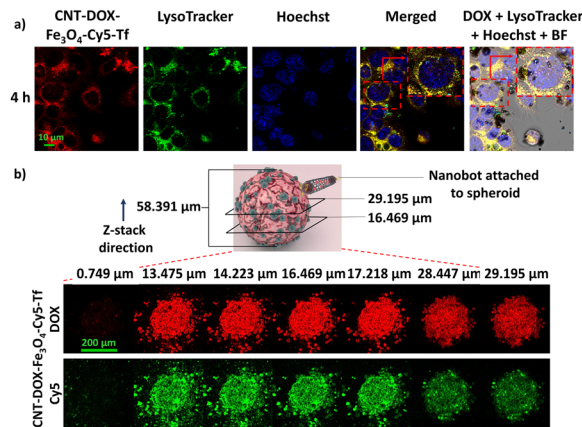 a)
CNT-DOX-
Fe₃O₄-Cy5-Tf
LysoTracker
Hoechst
Merged
DOX + LysoTracker
+ Hoechst + BF
4 h
10 µm
b)
Nanobot attached
to spheroid
58.391 µm
29.195 µm
16.469 µm
Z-stack
direction
0.749 µm 13.475 µm 14.223 µm 16.469 µm 17.218 µm 28.447 µm 29.195 µm
CNT-DOX-Fe₃O₄-Cy5-Tf
DOX
200 µm
Cy5